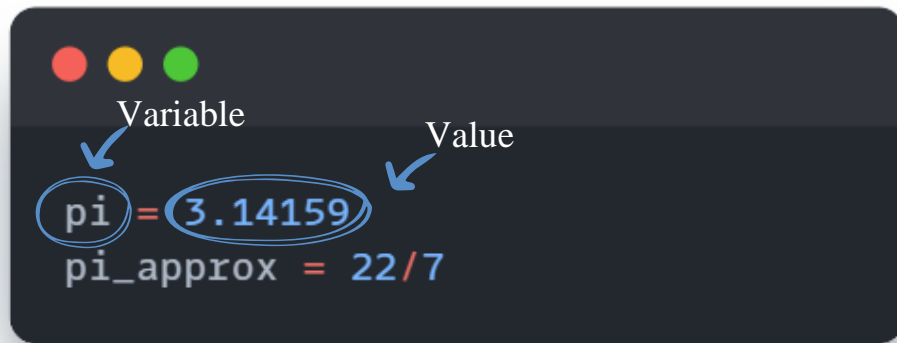 Variable
Value
pi = 3.14159
pi_approx = 22/7